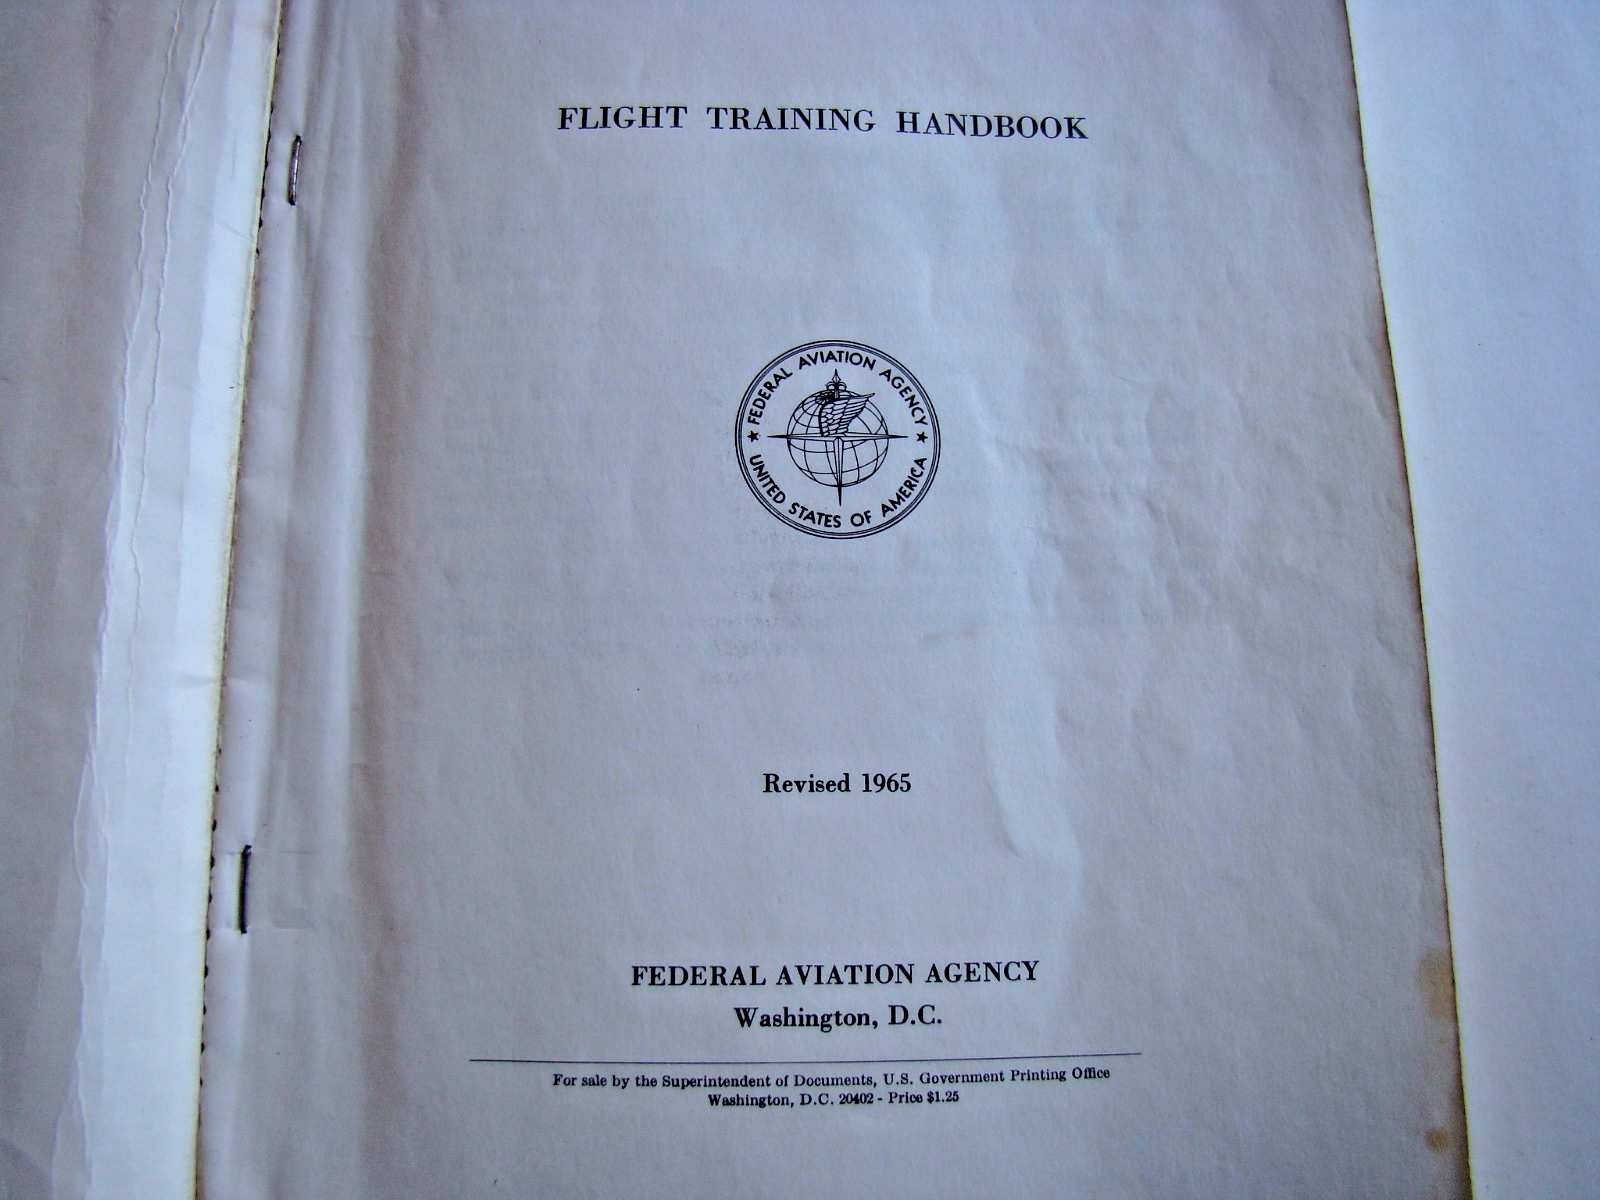 FLIGHT TRAINING HANDBOOK
★ FEDERAL AVIATION AGENCY ★
UNITED STATES OF AMERICA
Revised 1965
FEDERAL AVIATION AGENCY
Washington, D.C.
For sale by the Superintendent of Documents, U.S. Government Printing Office
Washington, D.C. 20402 - Price $1.25